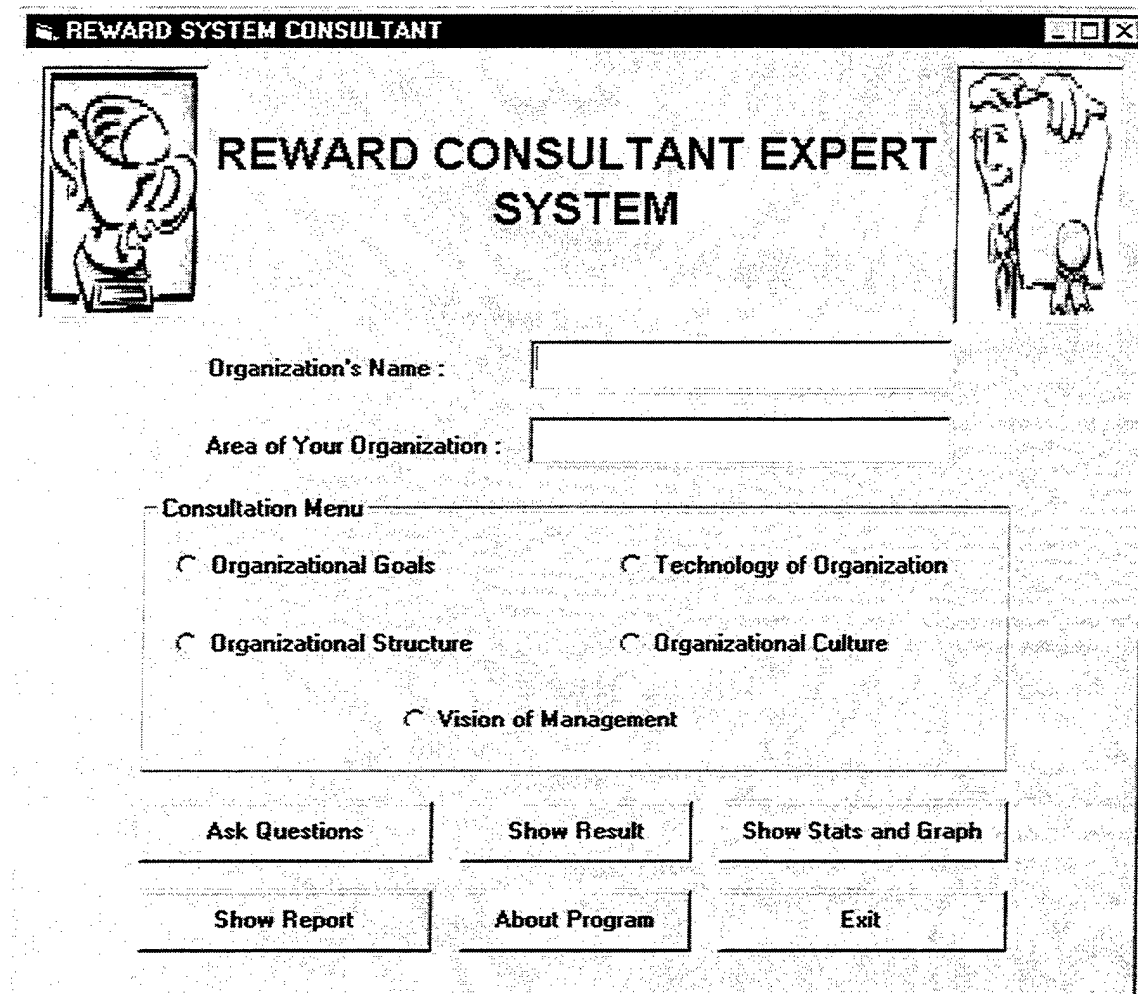 REWARD SYSTEM CONSULTANT
REWARD CONSULTANT EXPERT
SYSTEM
Organization's Name :
Area of Your Organization :
Consultation Menu
Organizational Goals
Technology of Organization
Organizational Structure
Organizational Culture
Vision of Management
Ask Questions
Show Result
Show Stats and Graph
Show Report
About Program
Exit